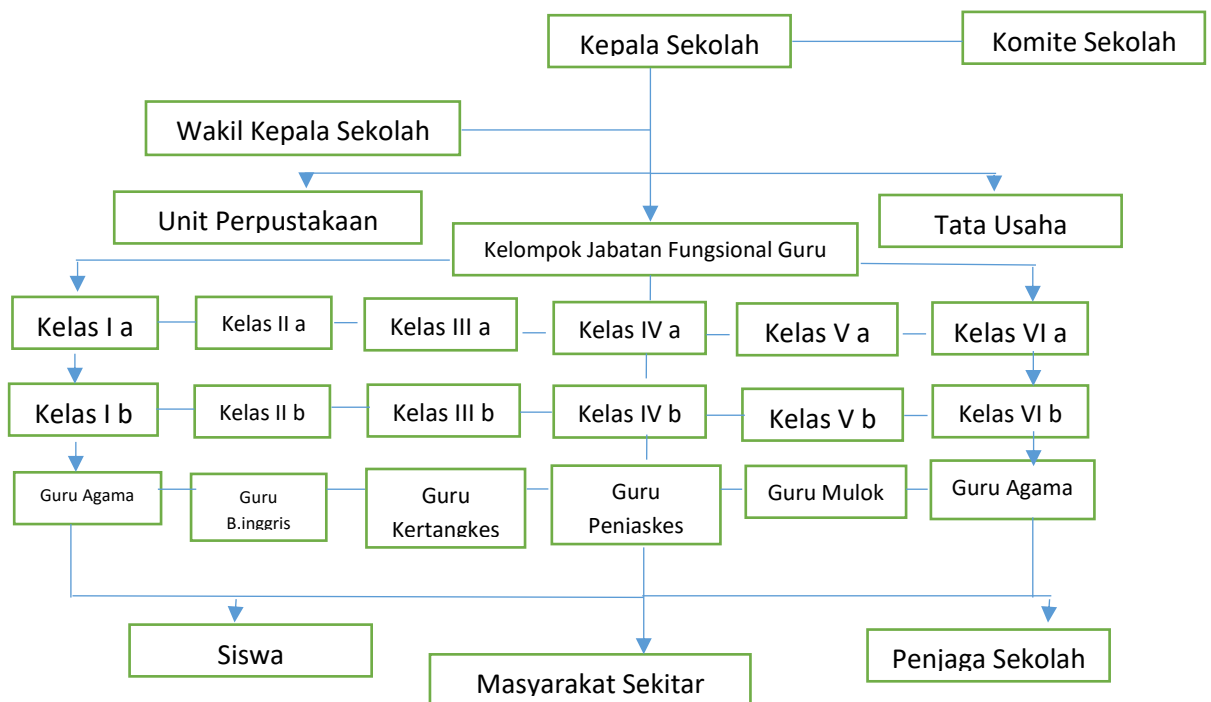 Kepala Sekolah
Komite Sekolah
Wakil Kepala Sekolah
Unit Perpustakaan
Tata Usaha
Kelompok Jabatan Fungsional Guru
Kelas I a
Kelas II a
Kelas III a
Kelas IV a
Kelas V a
Kelas VI a
Kelas I b
Kelas II b
Kelas III b
Kelas IV b
Kelas V b
Kelas VI b
Guru Agama
Guru
B.inggris
Guru
Kertangkes
Guru
Penjaskes
Guru Mulok
Guru Agama
Siswa
Masyarakat Sekitar
Penjaga Sekolah